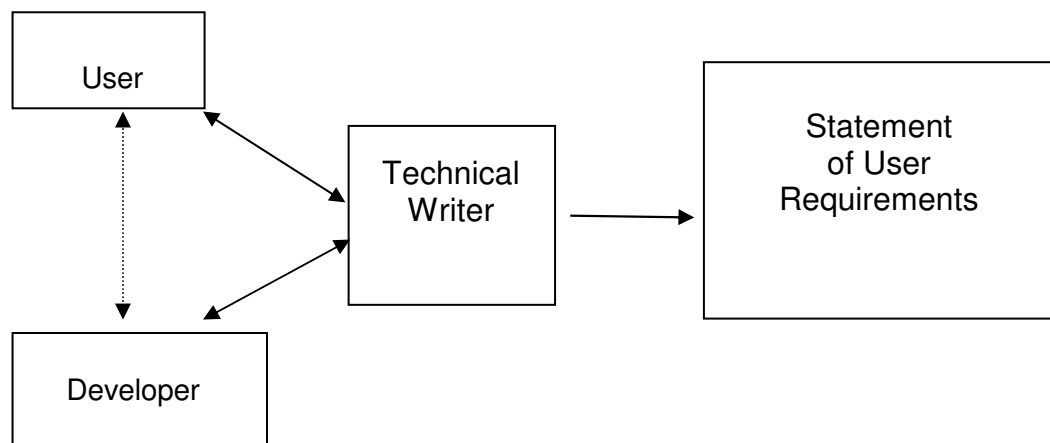 User
Technical
Writer
Statement
of User
Requirements
Developer